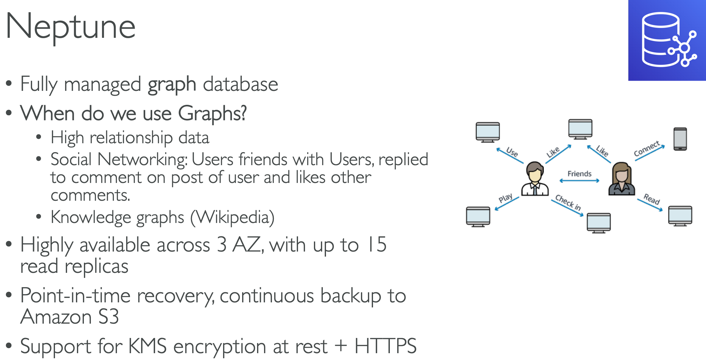 Neptune
• Fully managed graph database
• When do we use Graphs?
• High relationship data
• Social Networking: Users friends with Users, replied
to comment on post of user and likes other
comments.
• Knowledge graphs (Wikipedia)
• Highly available across 3 AZ, with up to 15
read replicas
• Point-in-time recovery, continuous backup to
Amazon S3
• Support for KMS encryption at rest + HTTPS
Use
Like
Like
Connect
Friends
Play
Check in
Read